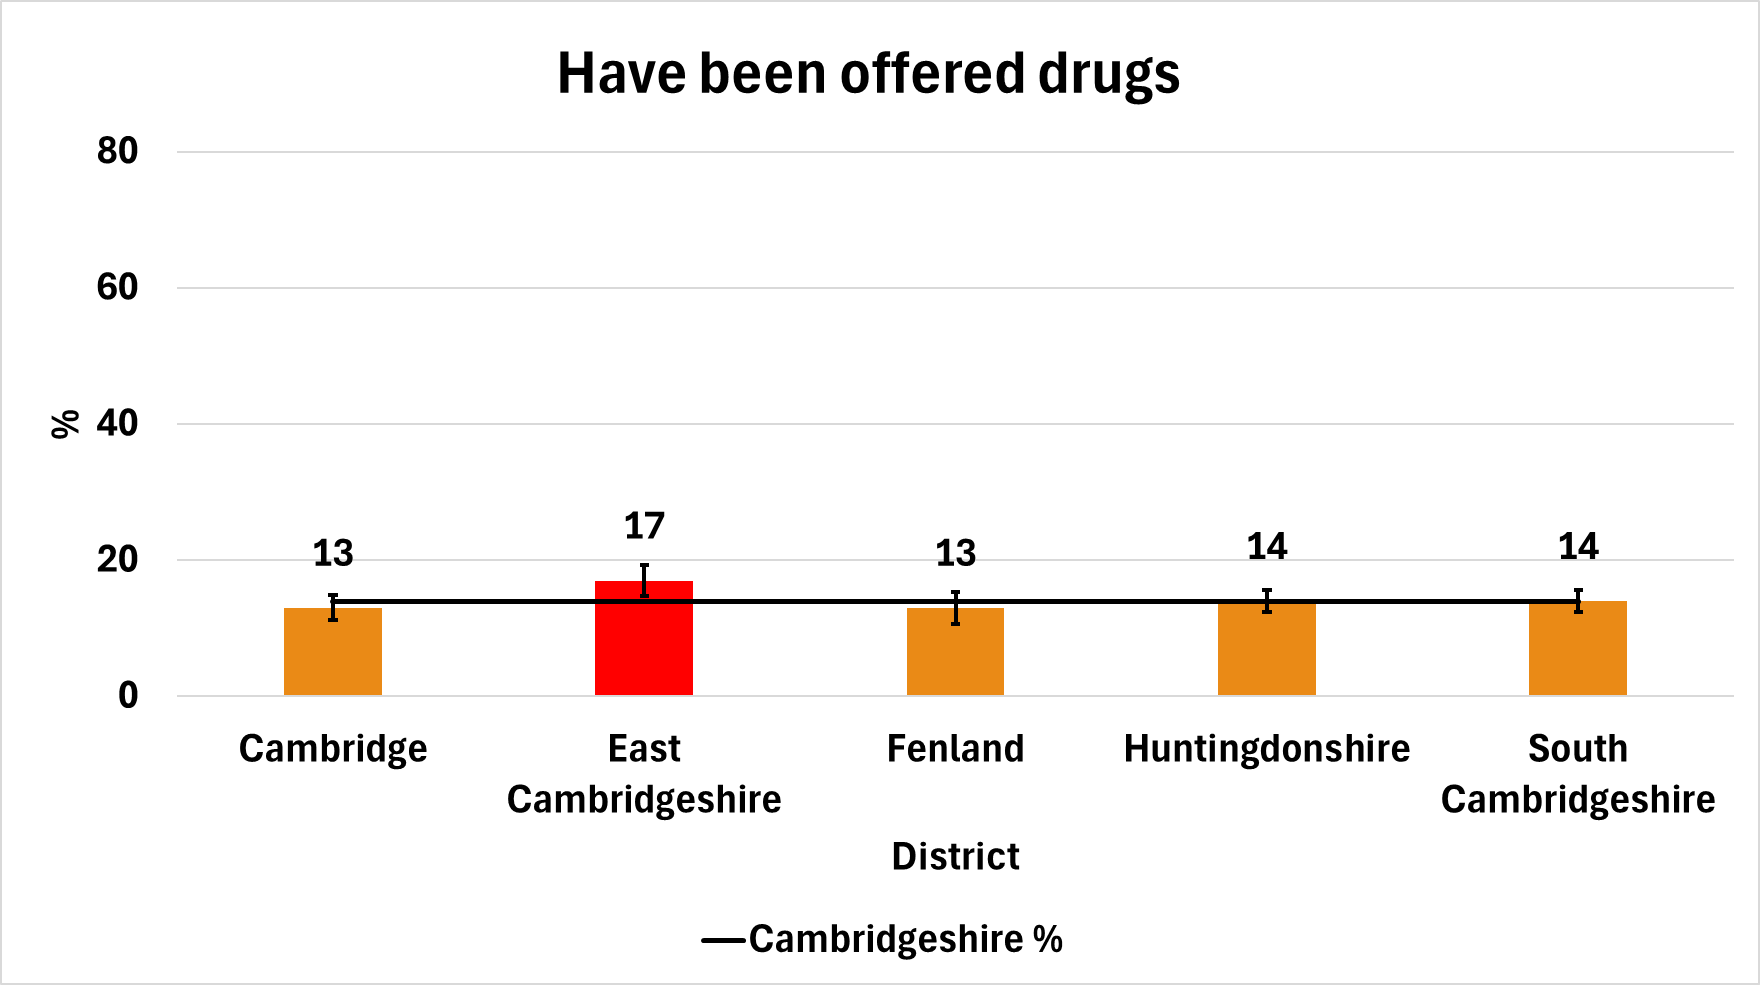 Have been offered drugs
80
60
%
40
20
0
13
17
13
14
14
Cambridge
East
Cambridgeshire
Fenland
Huntingdonshire
South
Cambridgeshire
District
Cambridgeshire %